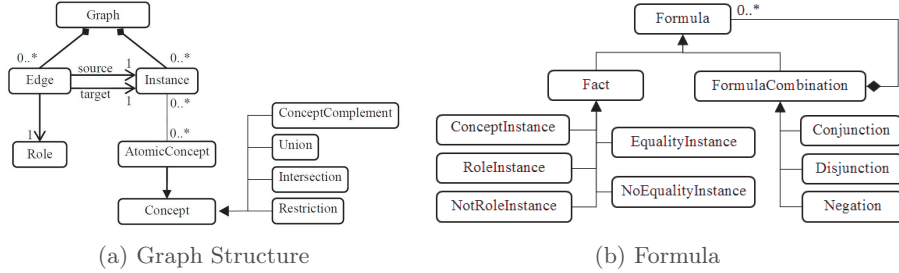 Graph
0..*
0..*
Edge
source
1
Instance
target
1
0..*
1
0..*
Role
AtomicConcept
ConceptComplement
Union
Intersection
Concept
Restriction
(a) Graph Structure
Formula
0..*
Fact
FormulaCombination
ConceptInstance
EqualityInstance
Conjunction
RoleInstance
Disjunction
NoEqualityInstance
NotRoleInstance
Negation
(b) Formula